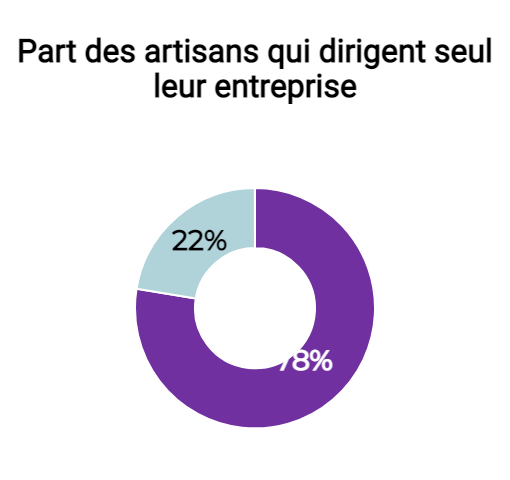 Part des artisans qui dirigent seul
leur entreprise
22%
78%